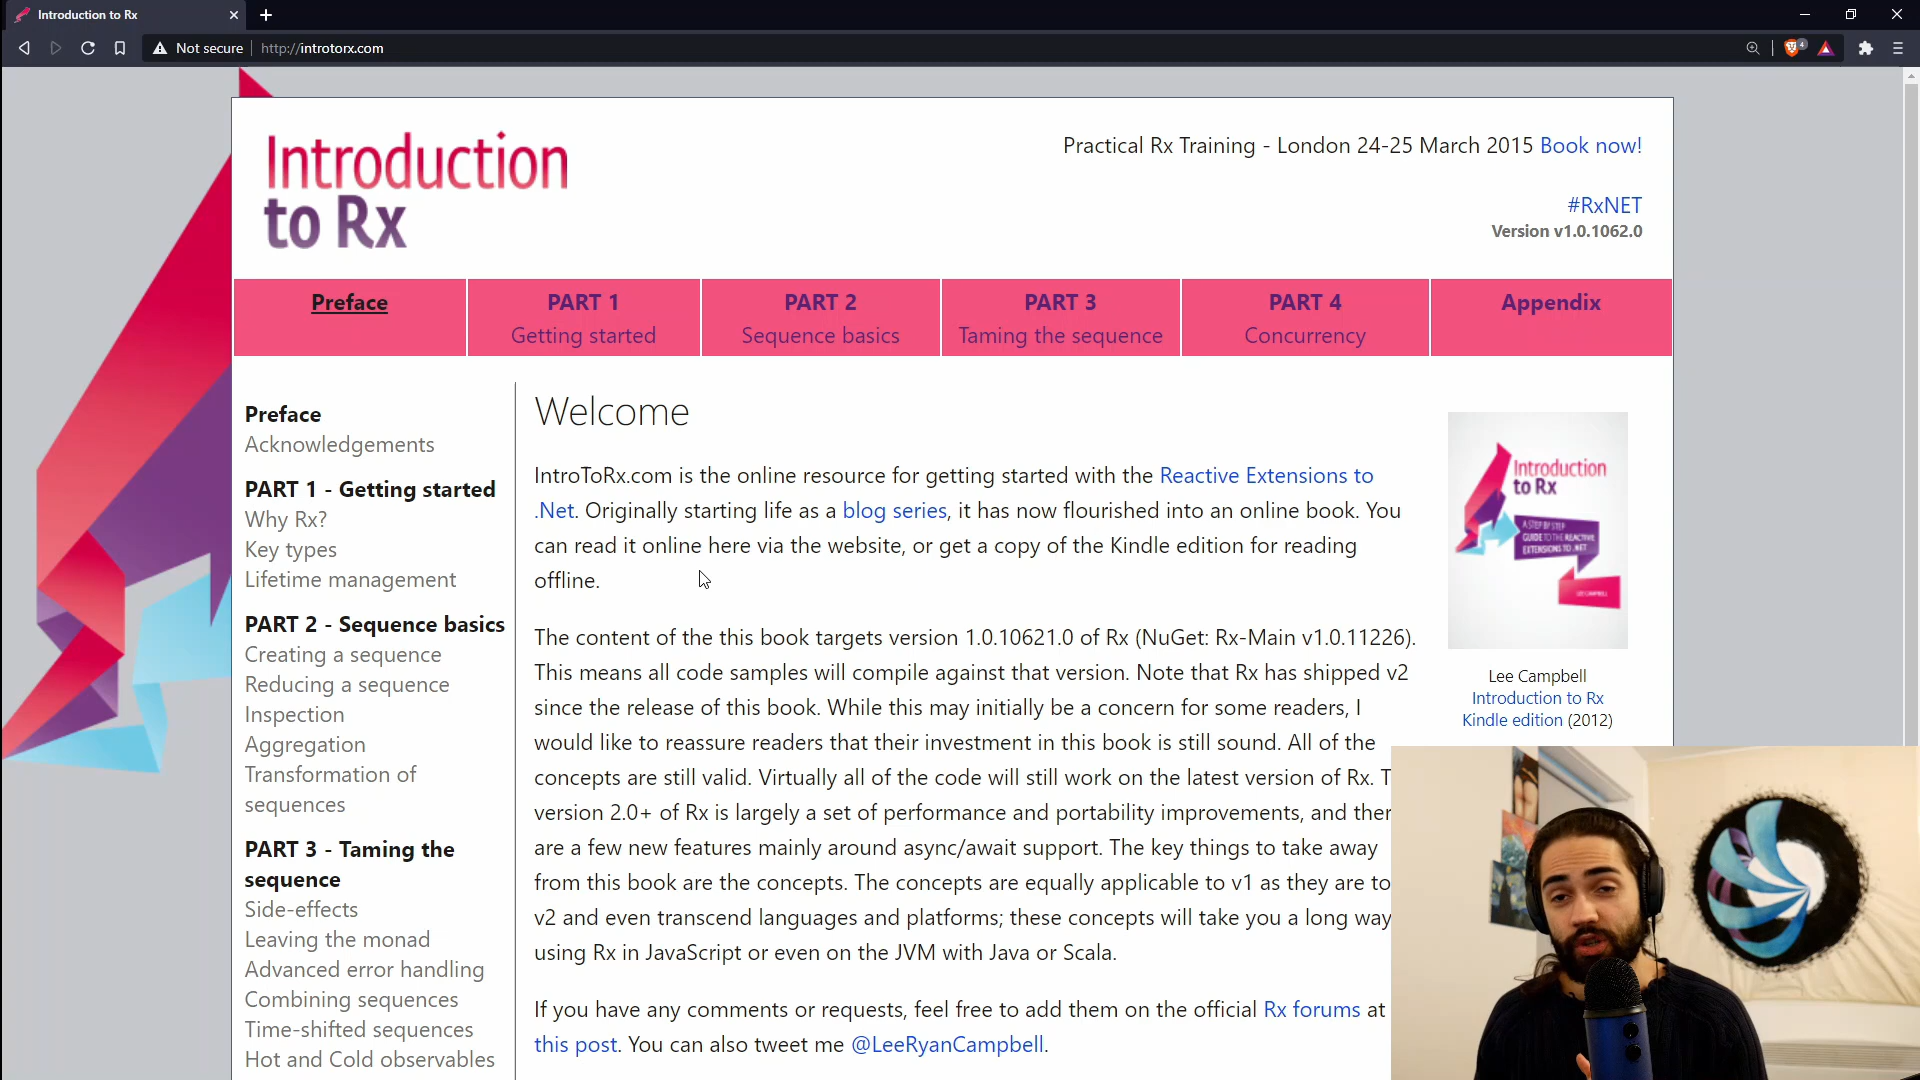 Introduction to Rx
Not secure
http://introtorx.com
4
Introduction
to Rx
Practical Rx Training - London 24-25 March 2015 Book now!
#RxNET
Version v1.0.1062.0
Preface
PART 1
Getting started
PART 2
Sequence basics
PART 3
Taming the sequence
PART 4
Concurrency
Appendix
Preface
Acknowledgements
PART 1 - Getting started
Why Rx?
Key types
Lifetime management
PART 2 - Sequence basics
Creating a sequence
Reducing a sequence
Inspection
Aggregation
Transformation of
sequences
PART 3 - Taming the
sequence
Side-effects
Leaving the monad
Advanced error handling
Combining sequences
Time-shifted sequences
Hot and Cold observables
Welcome
IntroToRx.com is the online resource for getting started with the Reactive Extensions to
.Net. Originally starting life as a blog series, it has now flourished into an online book. You
can read it online here via the website, or get a copy of the Kindle edition for reading
offline.
The content of the this book targets version 1.0.10621.0 of Rx (NuGet: Rx-Main v1.0.11226).
This means all code samples will compile against that version. Note that Rx has shipped v2
since the release of this book. While this may initially be a concern for some readers, I
would like to reassure readers that their investment in this book is still sound. All of the
concepts are still valid. Virtually all of the code will still work on the latest version of Rx. T
version 2.0+ of Rx is largely a set of performance and portability improvements, and ther
are a few new features mainly around async/await support. The key things to take away
from this book are the concepts. The concepts are equally applicable to v1 as they are to
v2 and even transcend languages and platforms; these concepts will take you a long way
using Rx in JavaScript or even on the JVM with Java or Scala.
If you have any comments or requests, feel free to add them on the official Rx forums at
this post. You can also tweet me @LeeRyanCampbell.
Introduction
to Rx
A STEP BY STEP
GUIDE TO THE REACTIVE
EXTENSIONS TO .NET
LEE CAMPBELL
Lee Campbell
Introduction to Rx
Kindle edition (2012)